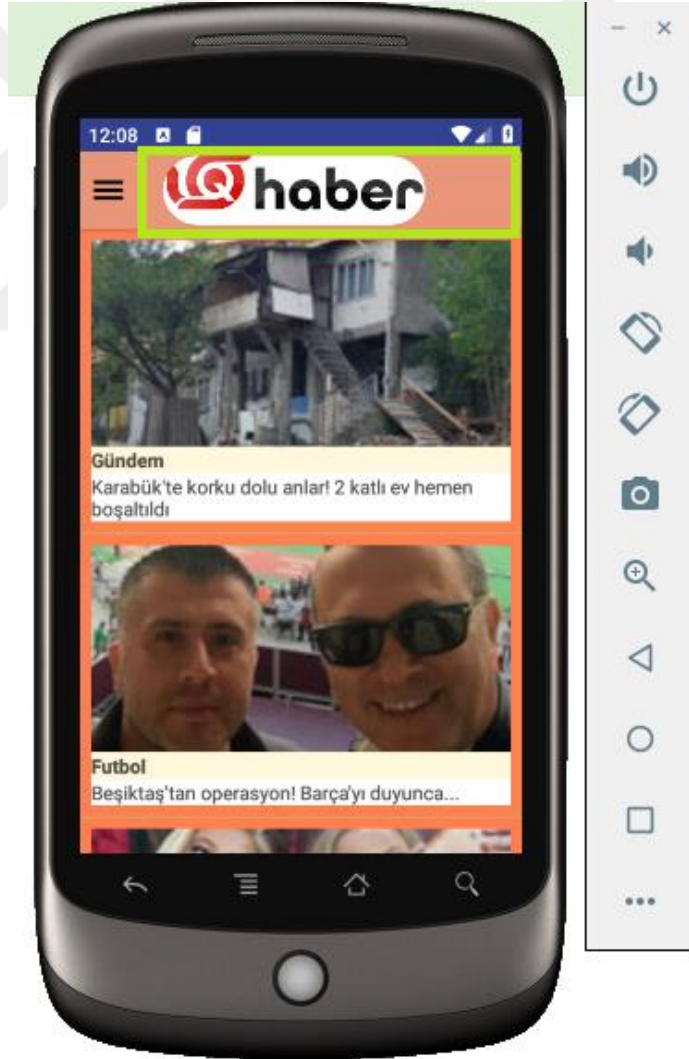 12:08
haber
Gündem
Karabük'te korku dolu anlar! 2 katlı ev hemen
boşaltıldı
Futbol
Beşiktaş'tan operasyon! Barça'yı duyunca...